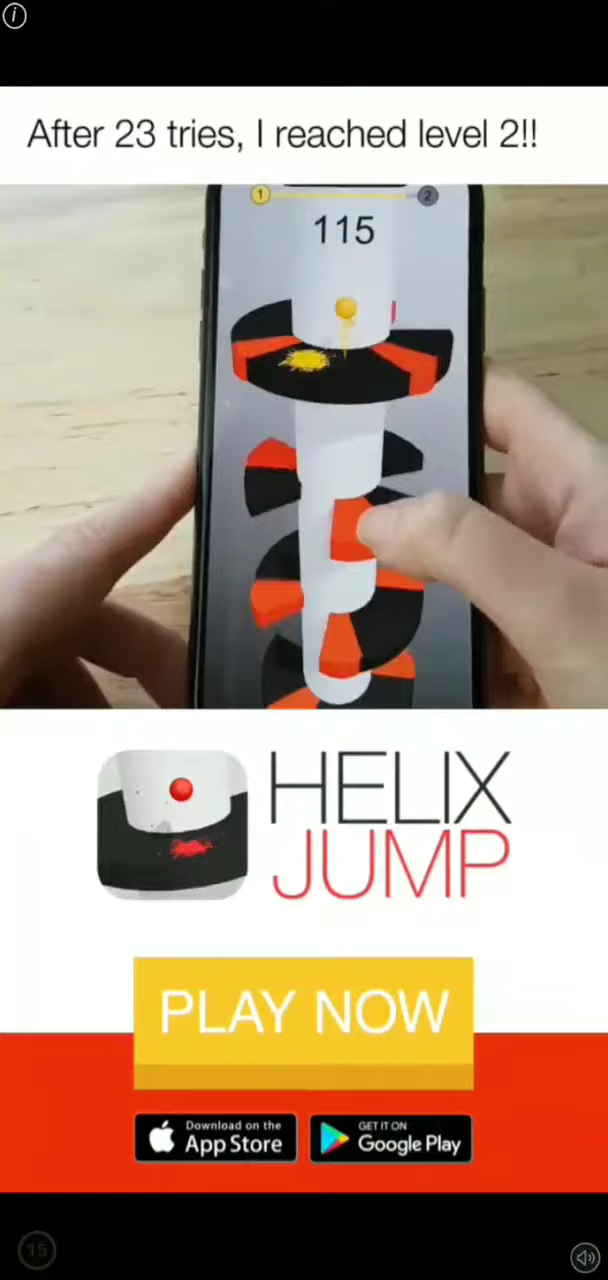 i
After 23 tries, I reached level 2!!
1 2
115
HELIX
JUMP
PLAY NOW
Download on the
App Store
GET IT ON
Google Play
15